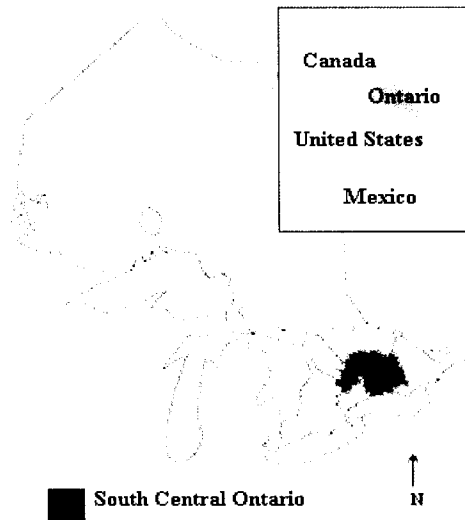 Canada
Ontario
United States
Mexico
South Central Ontario
N